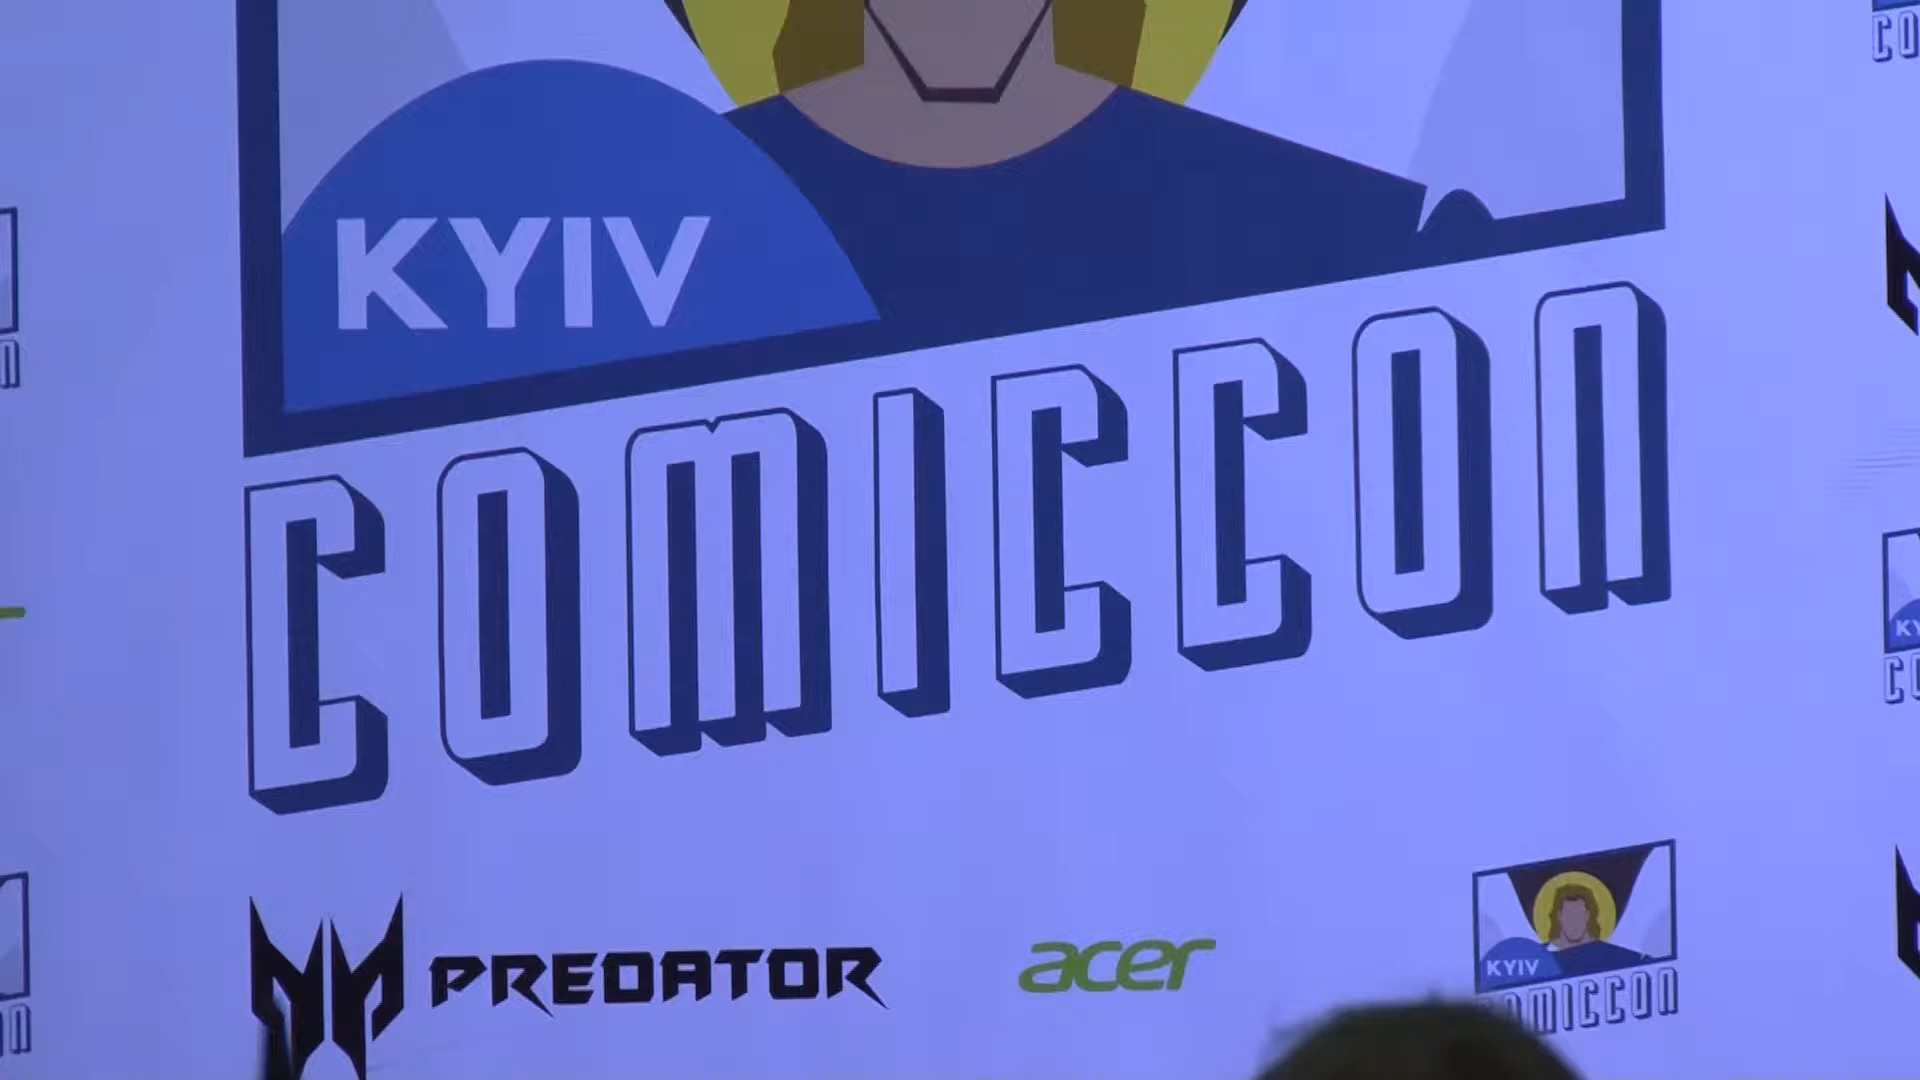 KYIV
COMICCON
PREDATOR
acer
KYIV
COMICCON